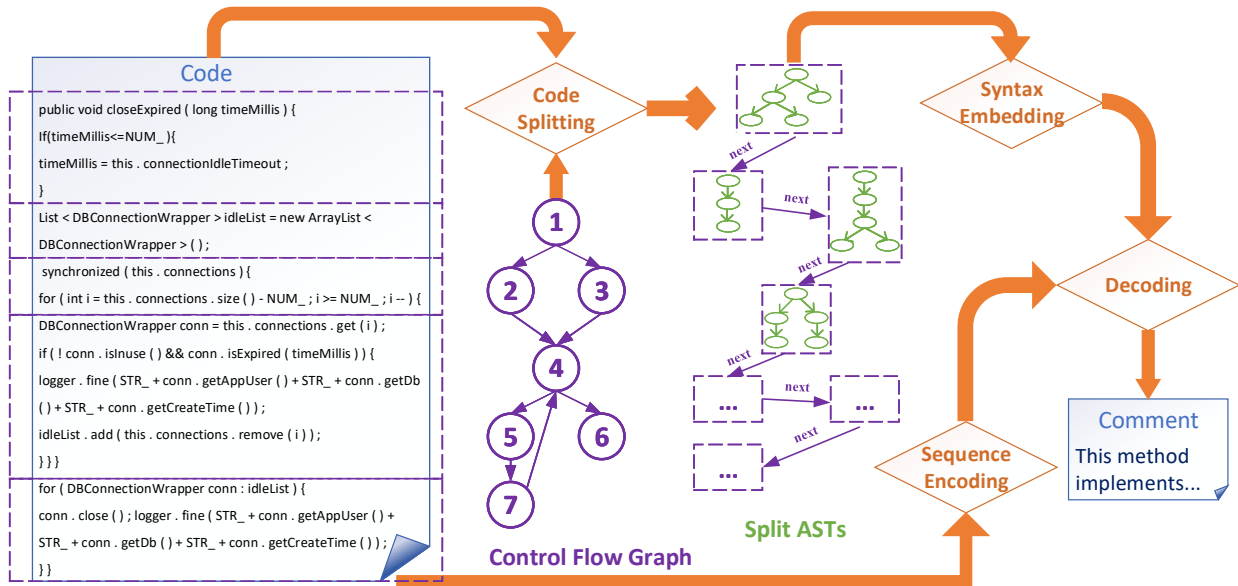 Code
public void closeExpired ( long timeMillis ) {
If(timeMillis<=NUM_ ){
timeMillis = this . connectionIdleTimeout ;
}
List < DBConnectionWrapper > idleList = new ArrayList <
DBConnectionWrapper > ( ) ;
synchronized ( this . connections ) {
for ( int i = this . connections . size ( ) - NUM_ ; i >= NUM_ ; i -- ) {
DBConnectionWrapper conn = this . connections . get ( i ) ;
if ( ! conn . isInuse ( ) && conn . isExpired ( timeMillis ) ) {
logger . fine ( STR_ + conn . getAppUser ( ) + STR_ + conn . getDb
( ) + STR_ + conn . getCreateTime ( ) ) ;
idleList . add ( this . connections . remove ( i ) ) ;
} } }
for ( DBConnectionWrapper conn : idleList ) {
conn . close ( ) ; logger . fine ( STR_ + conn . getAppUser ( ) +
STR_ + conn . getDb ( ) + STR_ + conn . getCreateTime ( ) ) ;
} }
Code
Splitting
1
2
3
4
5
6
7
Control Flow Graph
next
next
next
next
...
next
...
next
...
Split ASTs
Syntax
Embedding
Sequence
Encoding
Decoding
Comment
This method
implements...